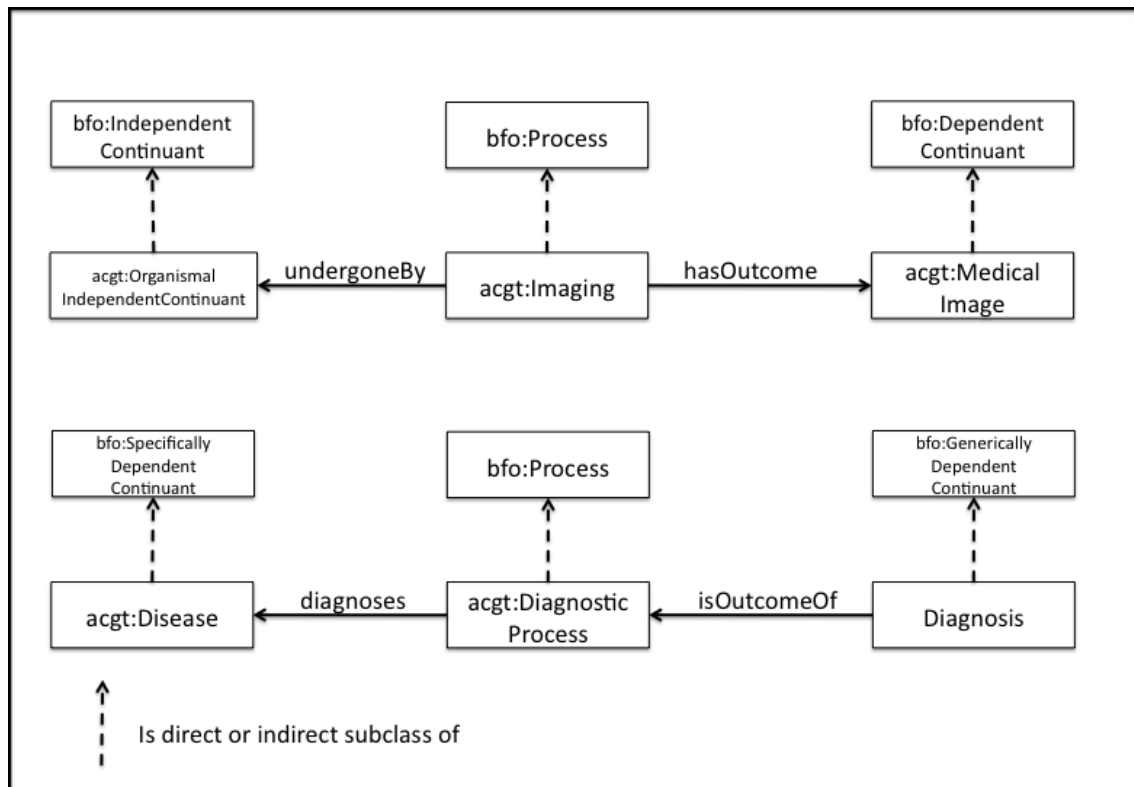 bfo:Independent
Continuant
bfo:Process
bfo:Dependent
Continuant
acgt:Organismal
IndependentContinuant
undergoneBy
acgt:Imaging
hasOutcome
acgt:Medical
Image
bfo:Specifically
Dependent
Continuant
bfo:Process
bfo:Generically
Dependent
Continuant
acgt:Disease
diagnoses
acgt:Diagnostic
Process
isOutcomeOf
Diagnosis
Is direct or indirect subclass of